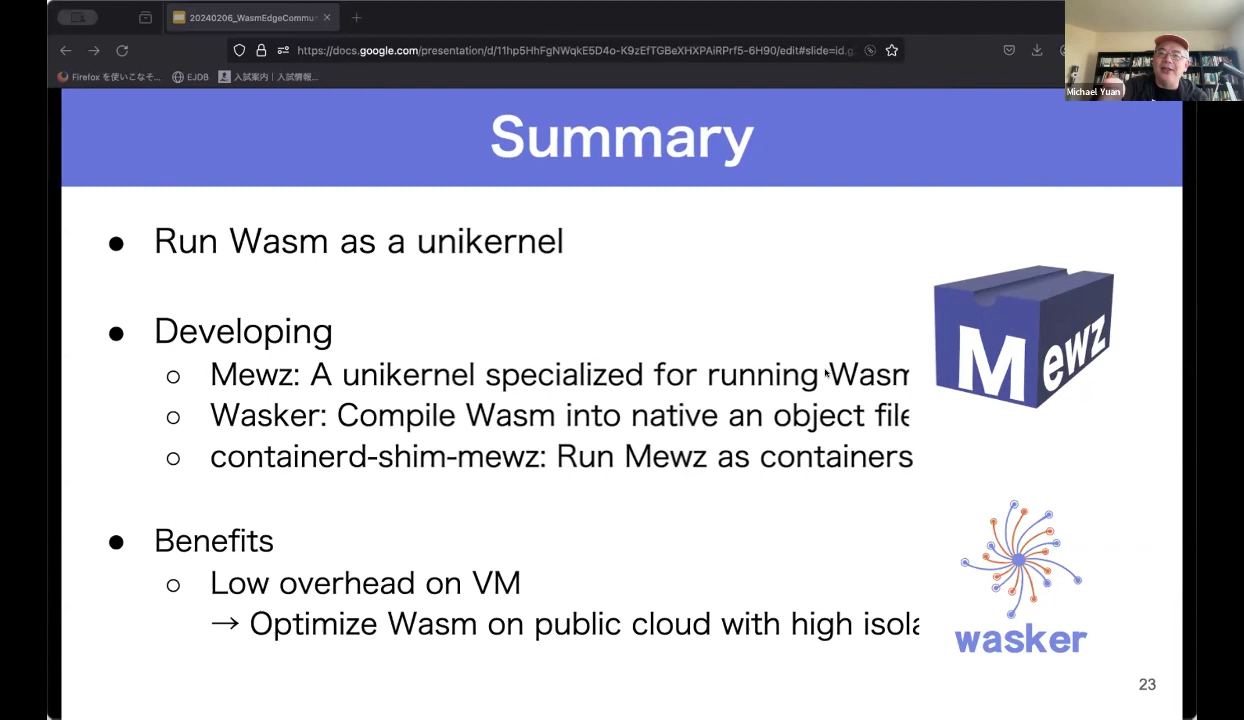 20240206_WasmEdgeCommun
https://docs.google.com/presentation/d/11hp5HhFgNWqkE5D4o-K9zEfTGBeXHXPAiRPrf5-6H90/edit#slide=id.g
Firefox を使いこなそ...
EJDB
入試案内 | 入試情報...
Michael Yuan
Summary
● Run Wasm as a unikernel
● Developing
○ Mewz: A unikernel specialized for running Wasm
○ Wasker: Compile Wasm into native an object file
○ containerd-shim-mewz: Run Mewz as containers
● Benefits
○ Low overhead on VM
→ Optimize Wasm on public cloud with high isola
Mewz
wasker
23